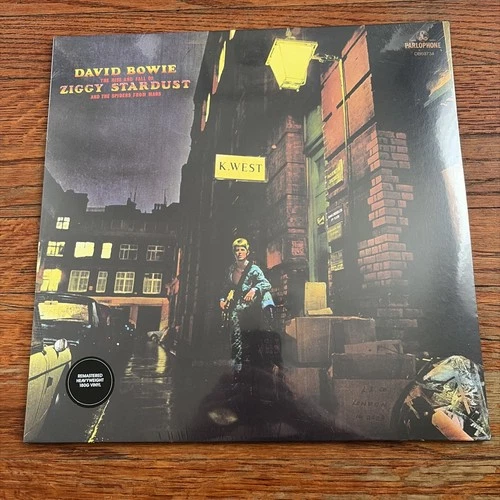 DAVID BOWIE
THE RISE AND FALL OF
ZIGGY STARDUST
AND THE SPIDERS FROM MARS
PARLOPHONE
K.WEST
REMASTERED
HEAVYWEIGHT
180G VINYL
LONDON